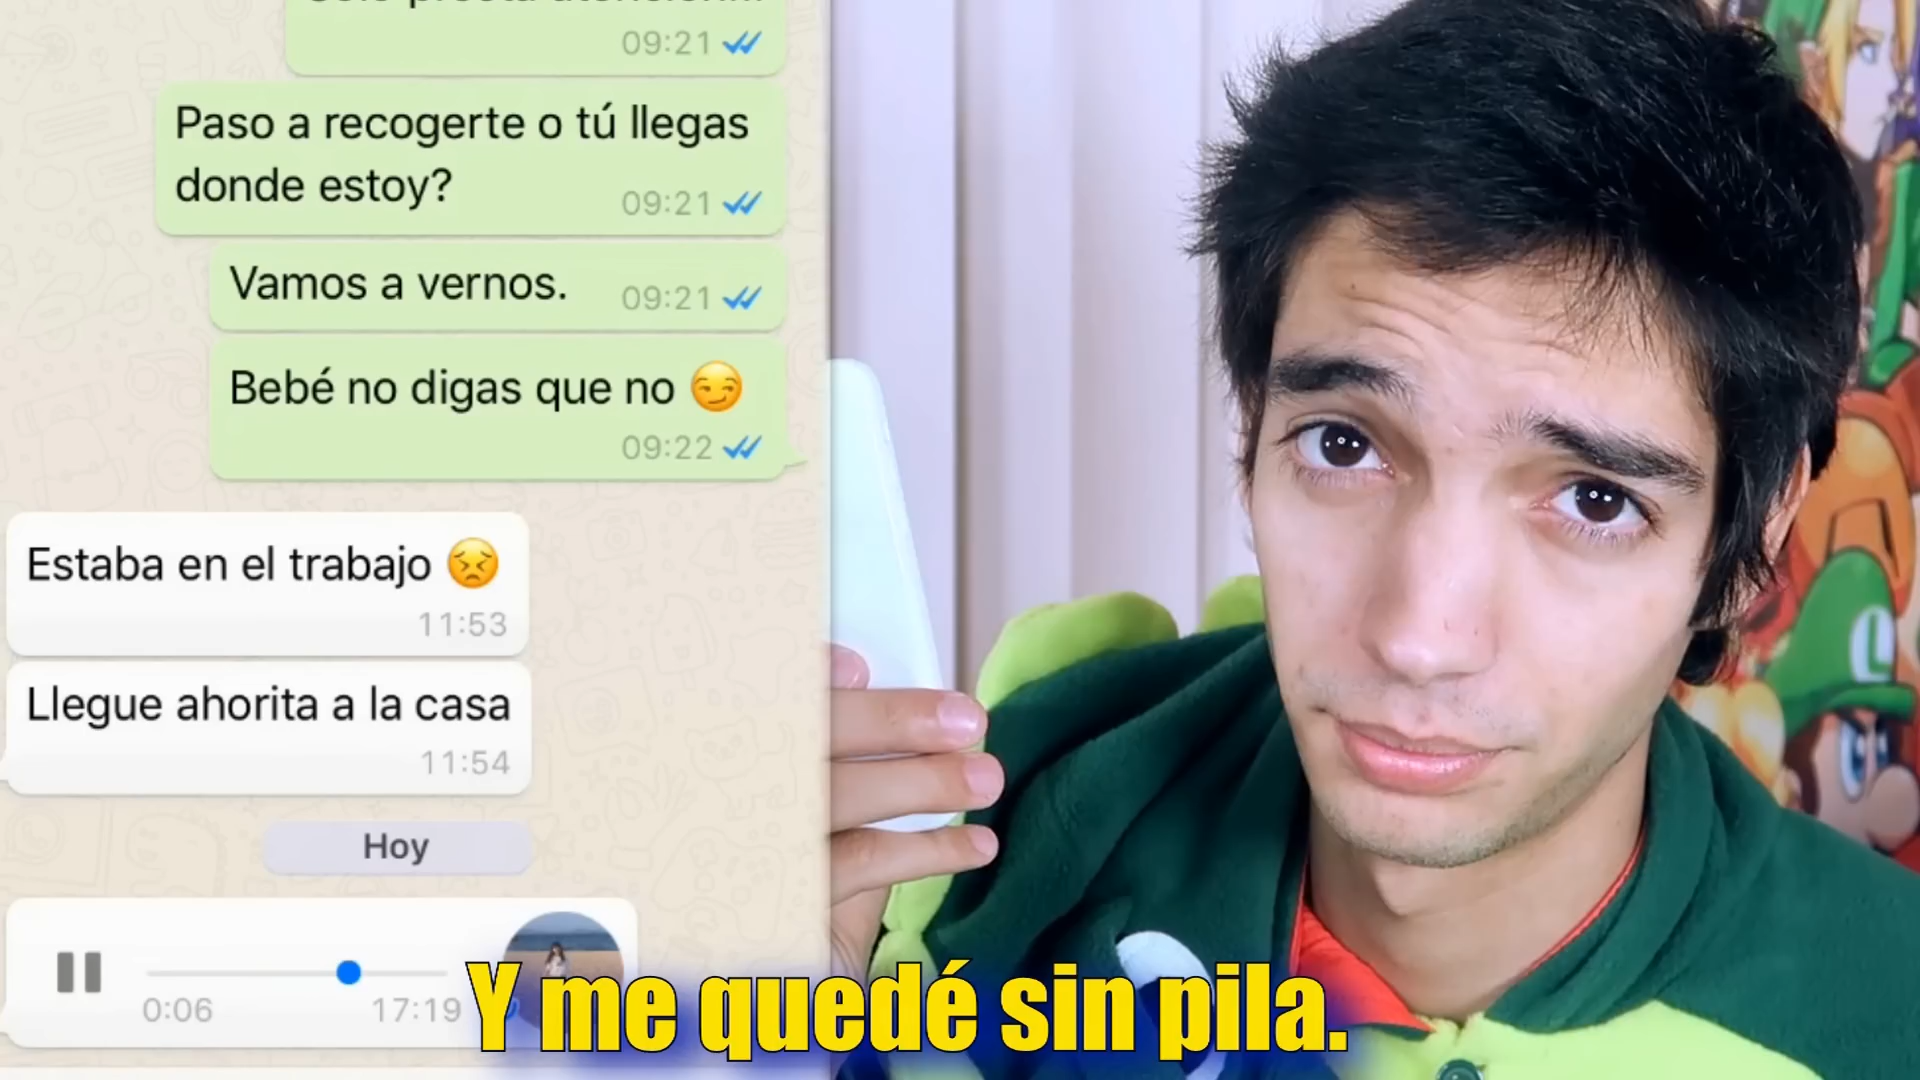 09:21
Paso a recogerte o tú llegas
donde estoy?
09:21
Vamos a vernos.
09:21
Bebé no digas que no 😏
09:22
Estaba en el trabajo 😣
11:53
Llegue ahorita a la casa
11:54
Hoy
0:06
17:19
Y me quedé sin pila.
L